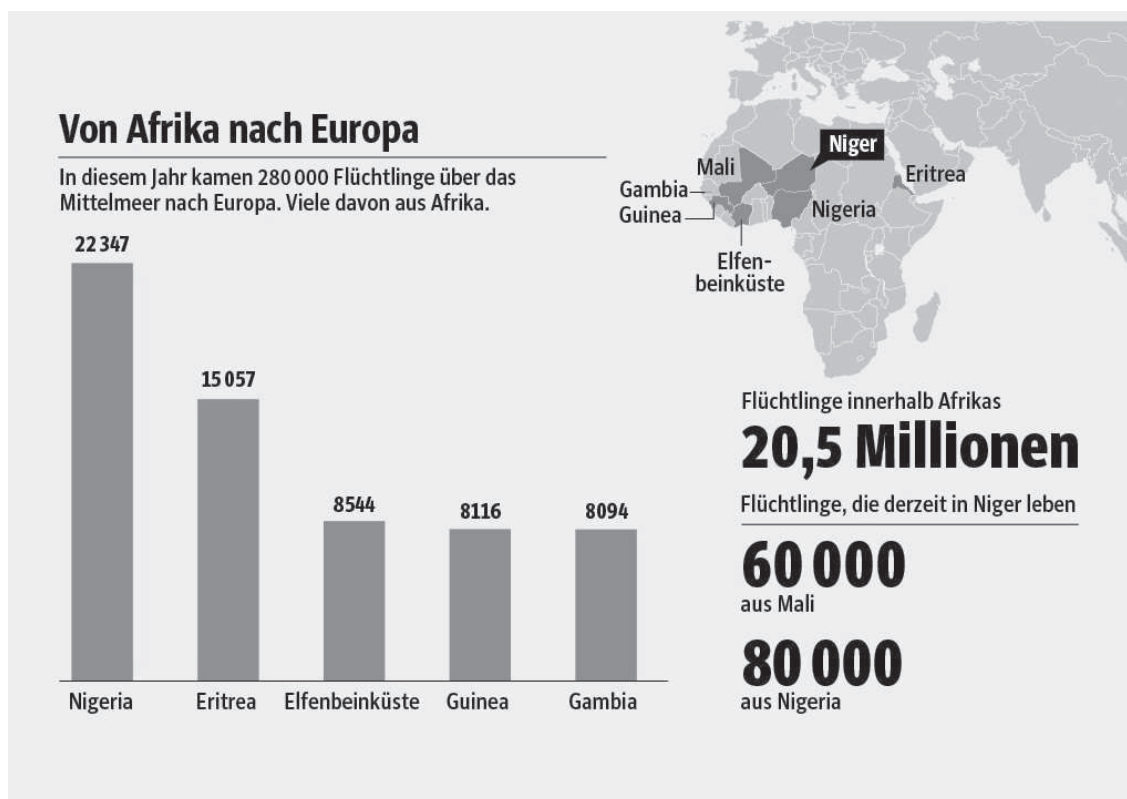 Von Afrika nach Europa
In diesem Jahr kamen 280 000 Flüchtlinge über das
Mittelmeer nach Europa. Viele davon aus Afrika.
22 347
15 057
8544
8116
8094
Nigeria
Eritrea
Elfenbeinküste
Guinea
Gambia
Niger
Mali
Eritrea
Gambia
Guinea
Nigeria
Elfen-
beinküste
Flüchtlinge innerhalb Afrikas
20,5 Millionen
Flüchtlinge, die derzeit in Niger leben
60 000
aus Mali
80 000
aus Nigeria